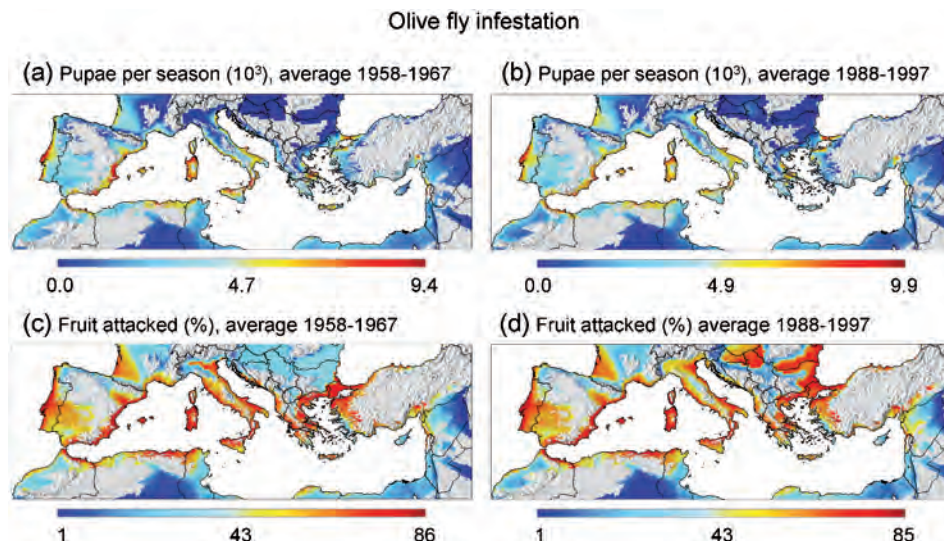 Olive fly infestation
(a) Pupae per season (10³), average 1958-1967
(b) Pupae per season (10³), average 1988-1997
0.0 4.7 9.4
0.0 4.9 9.9
(c) Fruit attacked (%), average 1958-1967
(d) Fruit attacked (%) average 1988-1997
1 43 86
1 43 85